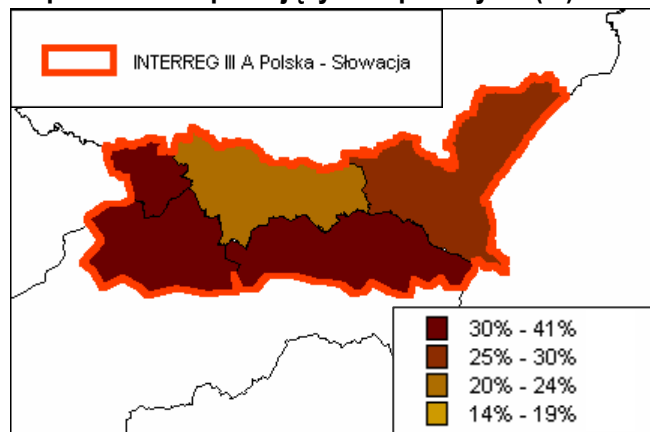 INTERREG III A Polska - Słowacja
30% - 41%
25% - 30%
20% - 24%
14% - 19%